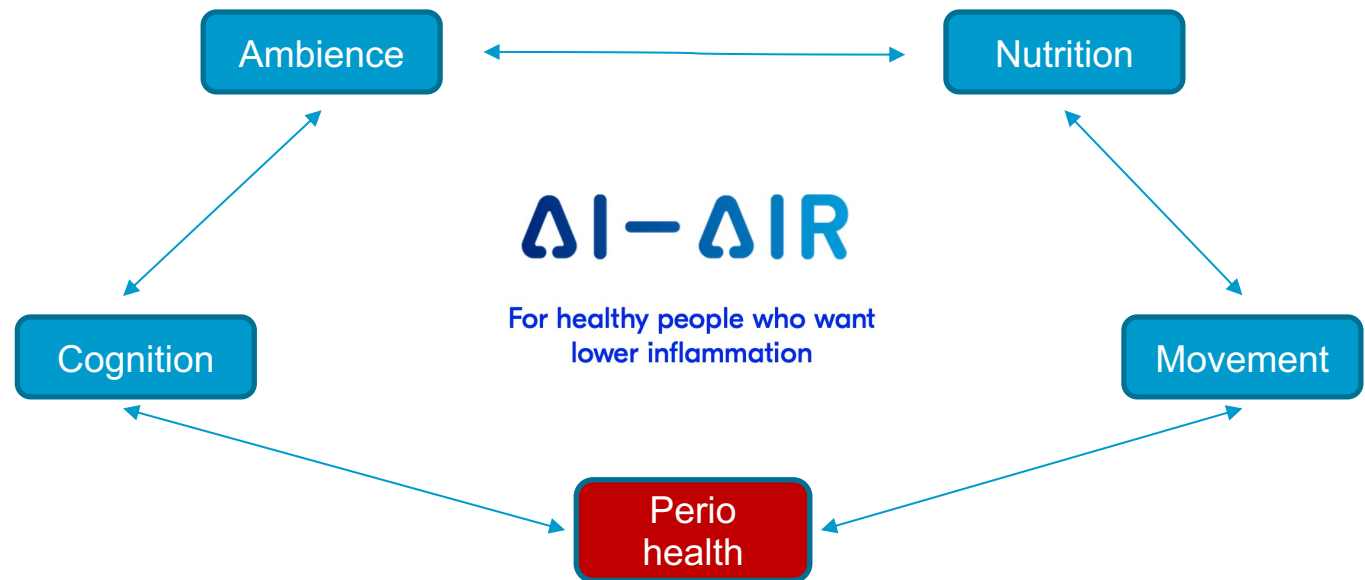 Ambience
Nutrition
AI–AIR
For healthy people who want
lower inflammation
Cognition
Movement
Perio
health